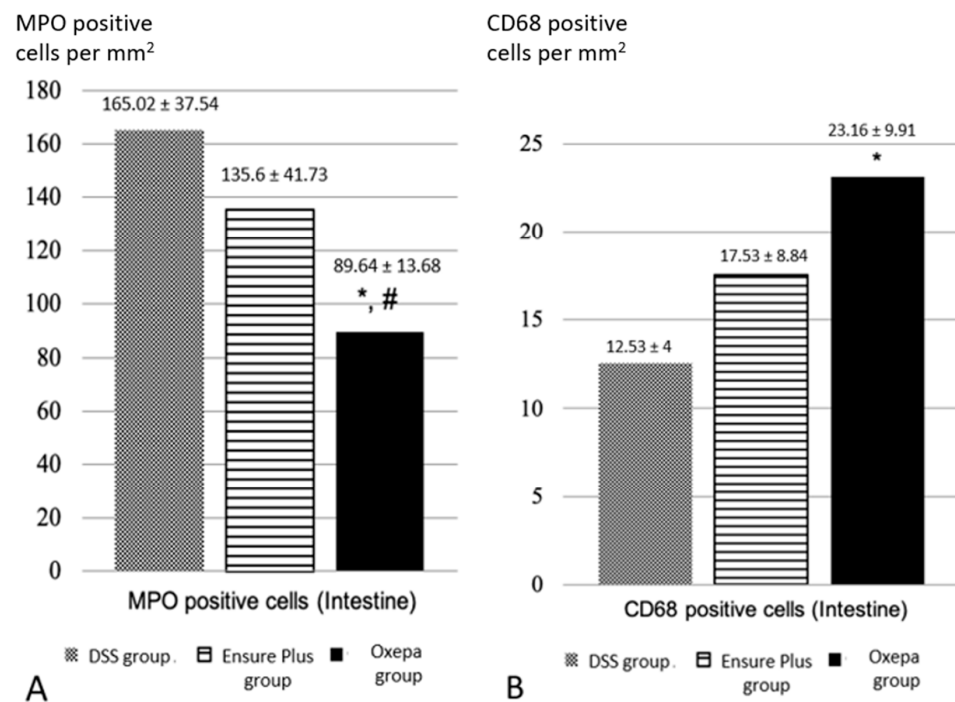 MPO positive
cells per mm²
180
160
140
120
100
80
60
40
20
0
165.02 ± 37.54
135.6 ± 41.73
89.64 ± 13.68
*, #
MPO positive cells (Intestine)
DSS group.
Ensure Plus
group
Oxepa
group
A
CD68 positive
cells per mm²
25
20
15
10
5
0
12.53 ± 4
17.53 ± 8.84
23.16 ± 9.91
*
CD68 positive cells (Intestine)
DSS group.
Ensure Plus
group
Oxepa
group
B